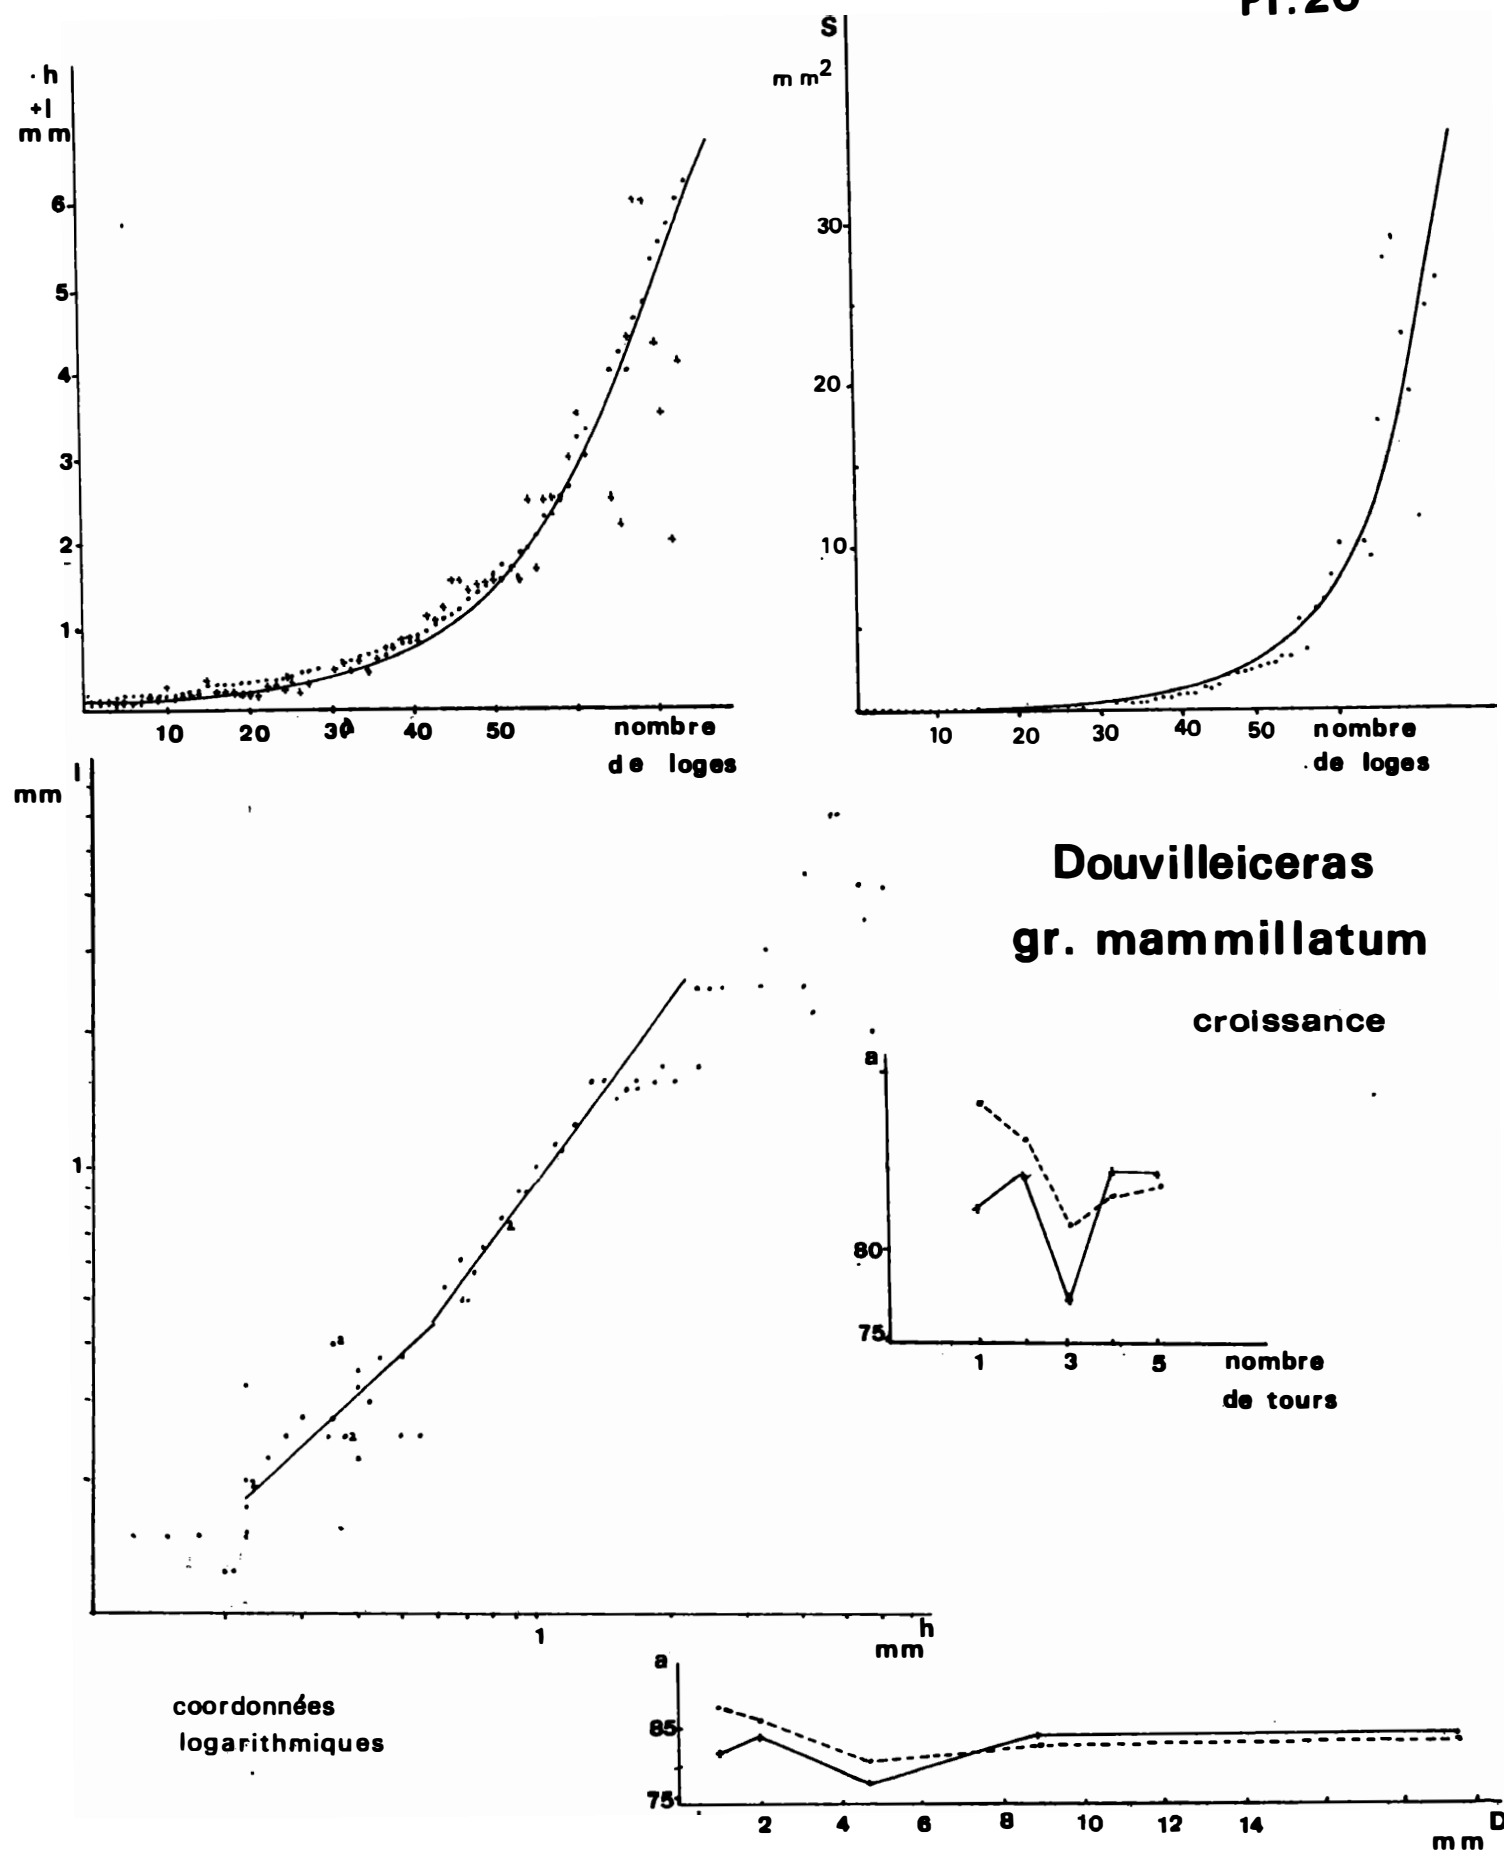 Pl.26
· h
+l
mm
6
5
4
3
2
1
10 20 30 40 50 nombre
de loges
S
mm2
30
20
10
10 20 30 40 50 nombre
de loges
l
mm
1
1
h
mm
coordonnées
logarithmiques
Douvilleiceras
gr. mammillatum
croissance
a
80
75
1 3 5 nombre
de tours
a
85
75
2 4 6 8 10 12 14 D
mm